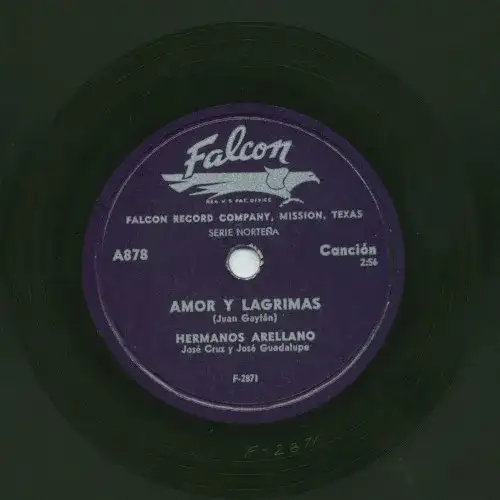 Falcon
REG. U.S. PAT. OFFICE
FALCON RECORD COMPANY, MISSION, TEXAS
SERIE NORTEÑA
A878
Canción
2:56
AMOR Y LAGRIMAS
(Juan Gaytán)
HERMANOS ARELLANO
José Cruz y José Guadalupe
F-2871
F-2871